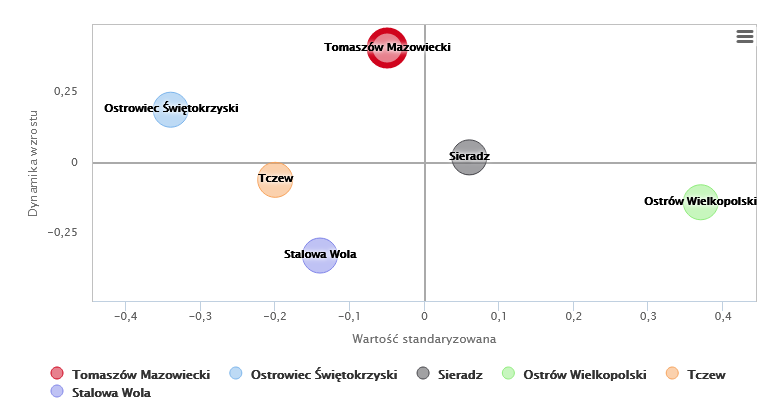 Tomaszów Mazowiecki
0,25
Ostrowiec Świętokrzyski
Dynamika wzrostu
Sieradz
0
Tczew
Ostrów Wielkopolski
-0,25
Stalowa Wola
-0,4 -0,3 -0,2 -0,1 0 0,1 0,2 0,3 0,4
Wartość standaryzowana
Tomaszów Mazowiecki Ostrowiec Świętokrzyski Sieradz Ostrów Wielkopolski Tczew
Stalowa Wola